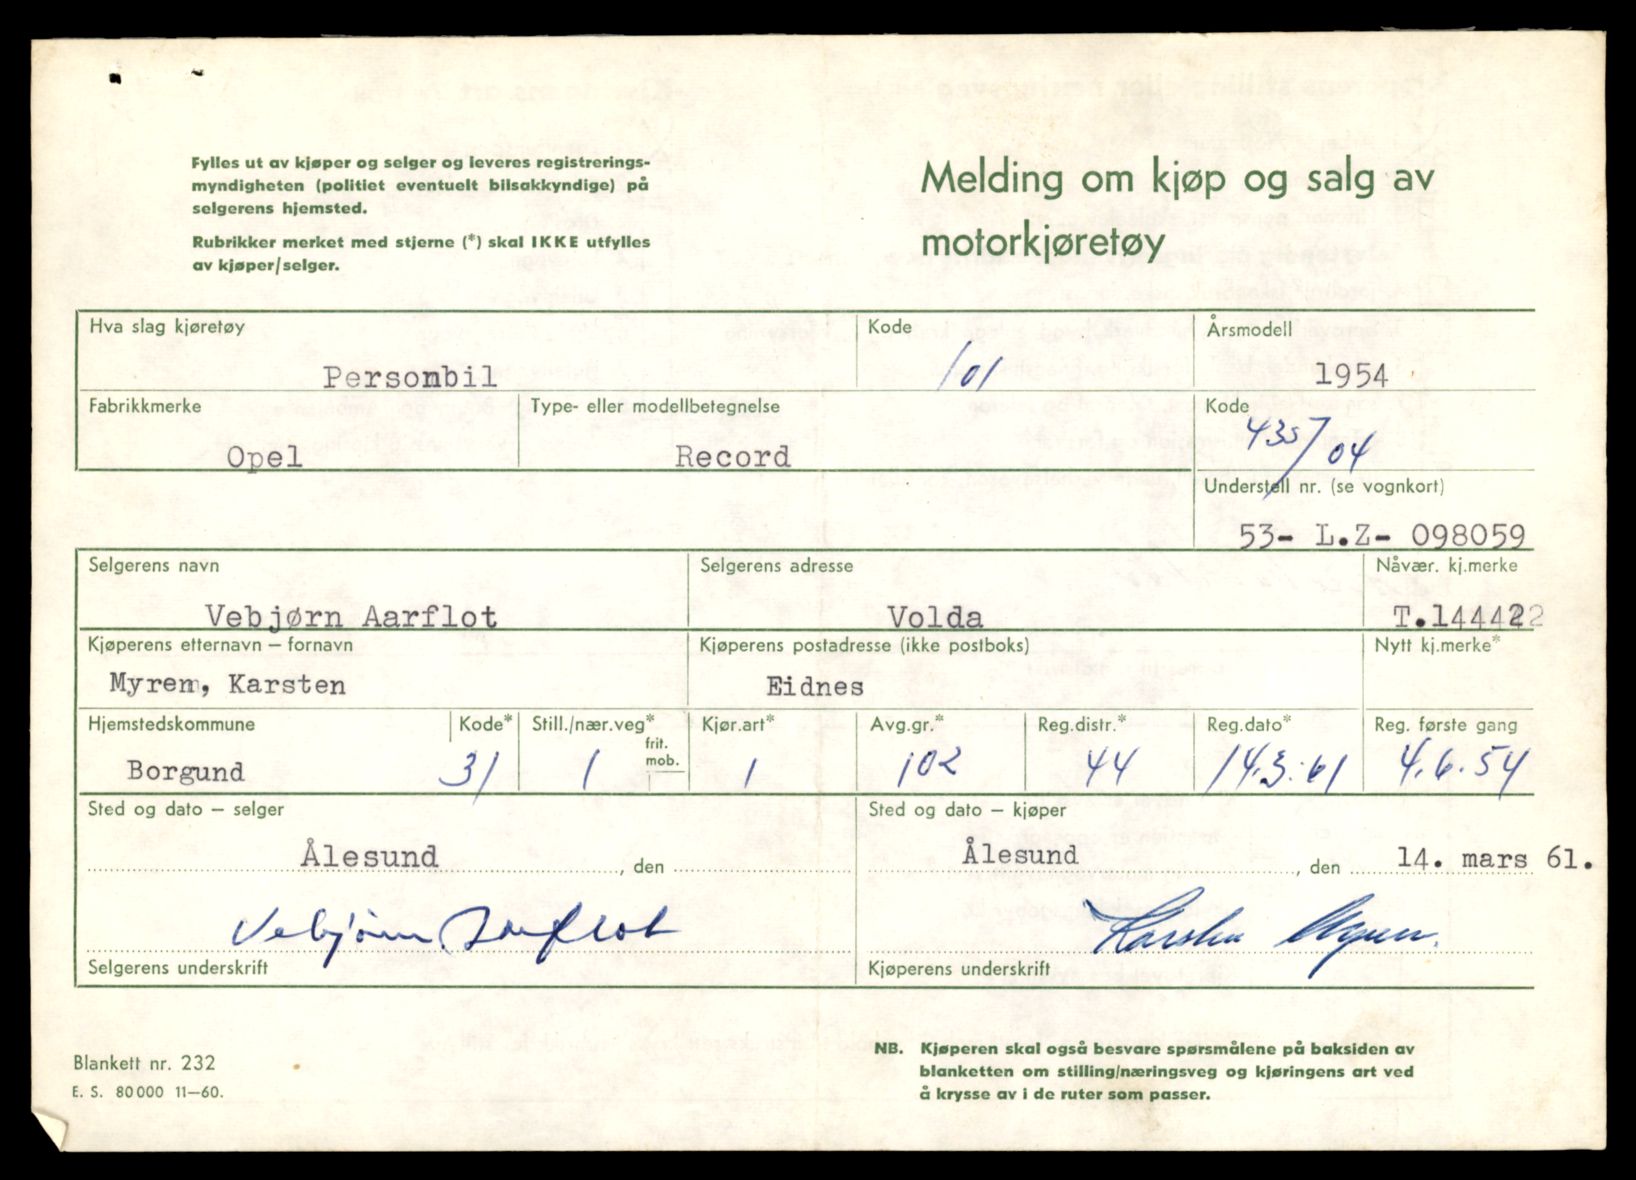 Fylles ut av kjøper og selger og leveres registrerings-
myndigheten (politiet eventuelt bilsakkyndige) på
selgerens hjemsted.
Rubrikker merket med stjerne (*) skal IKKE utfylles
av kjøper/selger.
Melding om kjøp og salg av
motorkjøretøy
Hva slag kjøretøy
Personbil
Kode
101
Årsmodell
1954
Fabrikkmerke
Opel
Type- eller modellbetegnelse
Record
Kode
435/04
Understell nr. (se vognkort)
53- L.Z- 098059
Selgerens navn
Vebjørn Aarflot
Selgerens adresse
Volda
Nåvær. kj.merke
Kjøperens etternavn – fornavn
Myren, Karsten
Kjøperens postadresse (ikke postboks)
Eidnes
Nytt kj.merke*
Hjemstedskommune
Borgund
Kode*
31
Still./nær.veg*
1
frit.
mob.
Kjør.art*
1
Avg.gr.*
102
Reg.distr.*
44
Reg.dato*
14.3.61
Reg. første gang
4.6.54
Sted og dato – selger
Ålesund , den
Sted og dato – kjøper
Ålesund , den 14. mars 61.
Vebjørn Aarflot
Selgerens underskrift
Karsten Myren.
Kjøperens underskrift
Blankett nr. 232
E. S. 80000 11–60.
NB. Kjøperen skal også besvare spørsmålene på baksiden av
blanketten om stilling/næringsveg og kjøringens art ved
å krysse av i de ruter som passer.